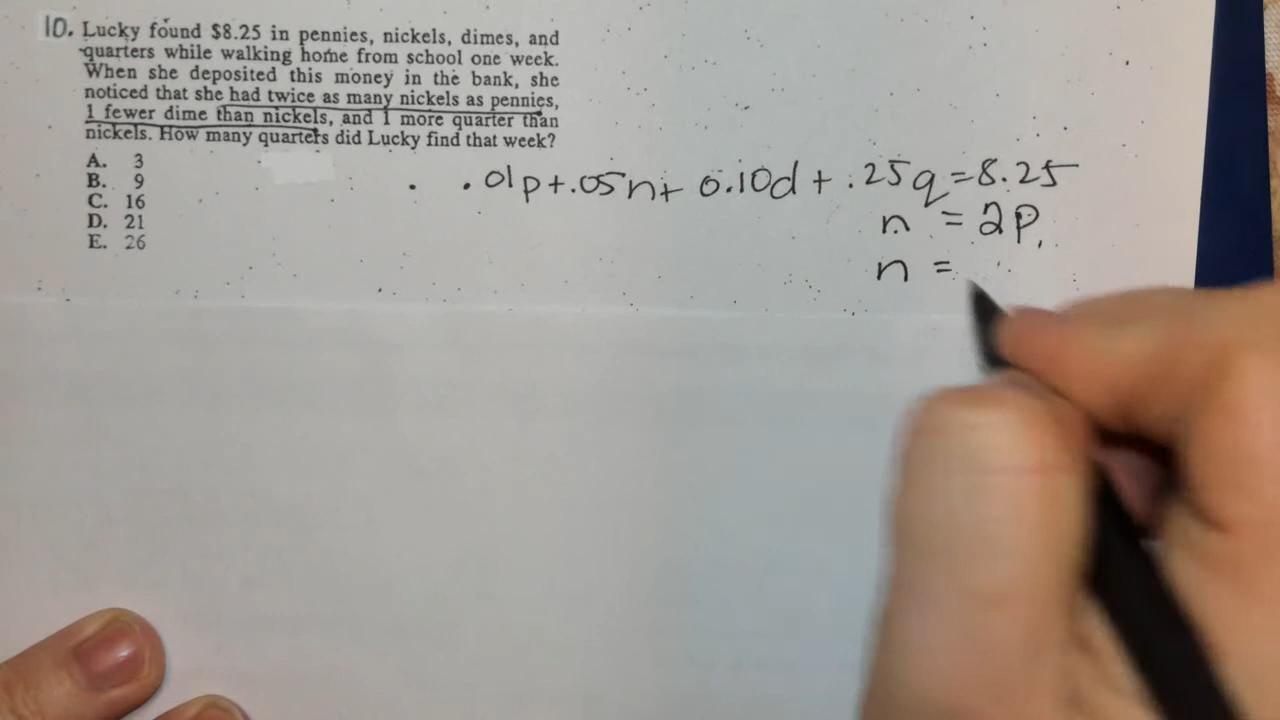 10. Lucky found $8.25 in pennies, nickels, dimes, and
quarters while walking home from school one week.
When she deposited this money in the bank, she
noticed that she had twice as many nickels as pennies,
1 fewer dime than nickels, and 1 more quarter than
nickels. How many quarters did Lucky find that week?
A. 3
B. 9
C. 16
D. 21
E. 26
.01p+.05n+ 0.10d + .25q=8.25
n = 2p
n =